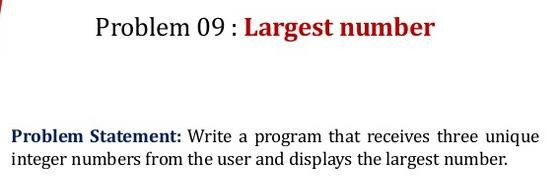 Problem 09 : Largest number
Problem Statement: Write a program that receives three unique
integer numbers from the user and displays the largest number.